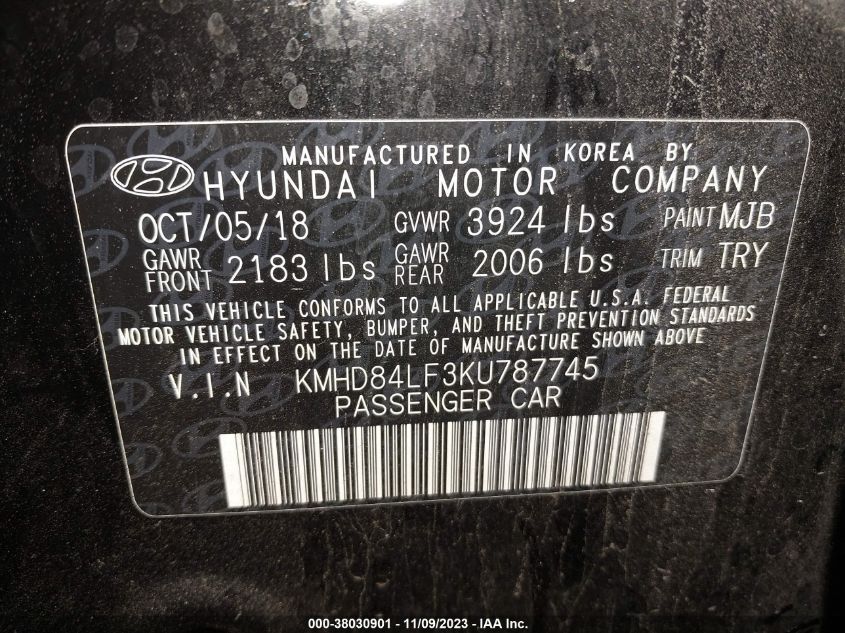 MANUFACTURED IN KOREA BY
HYUNDAI MOTOR COMPANY
OCT/05/18 GVWR 3924 lbs PAINT MJB
GAWR FRONT 2183 lbs GAWR REAR 2006 lbs TRIM TRY
THIS VEHICLE CONFORMS TO ALL APPLICABLE U.S.A. FEDERAL
MOTOR VEHICLE SAFETY, BUMPER, AND THEFT PREVENTION STANDARDS
IN EFFECT ON THE DATE OF MANUFACTURE SHOWN ABOVE
V.I.N KMHD84LF3KU787745
PASSENGER CAR
000-38030901 - 11/09/2023 - IAA Inc.